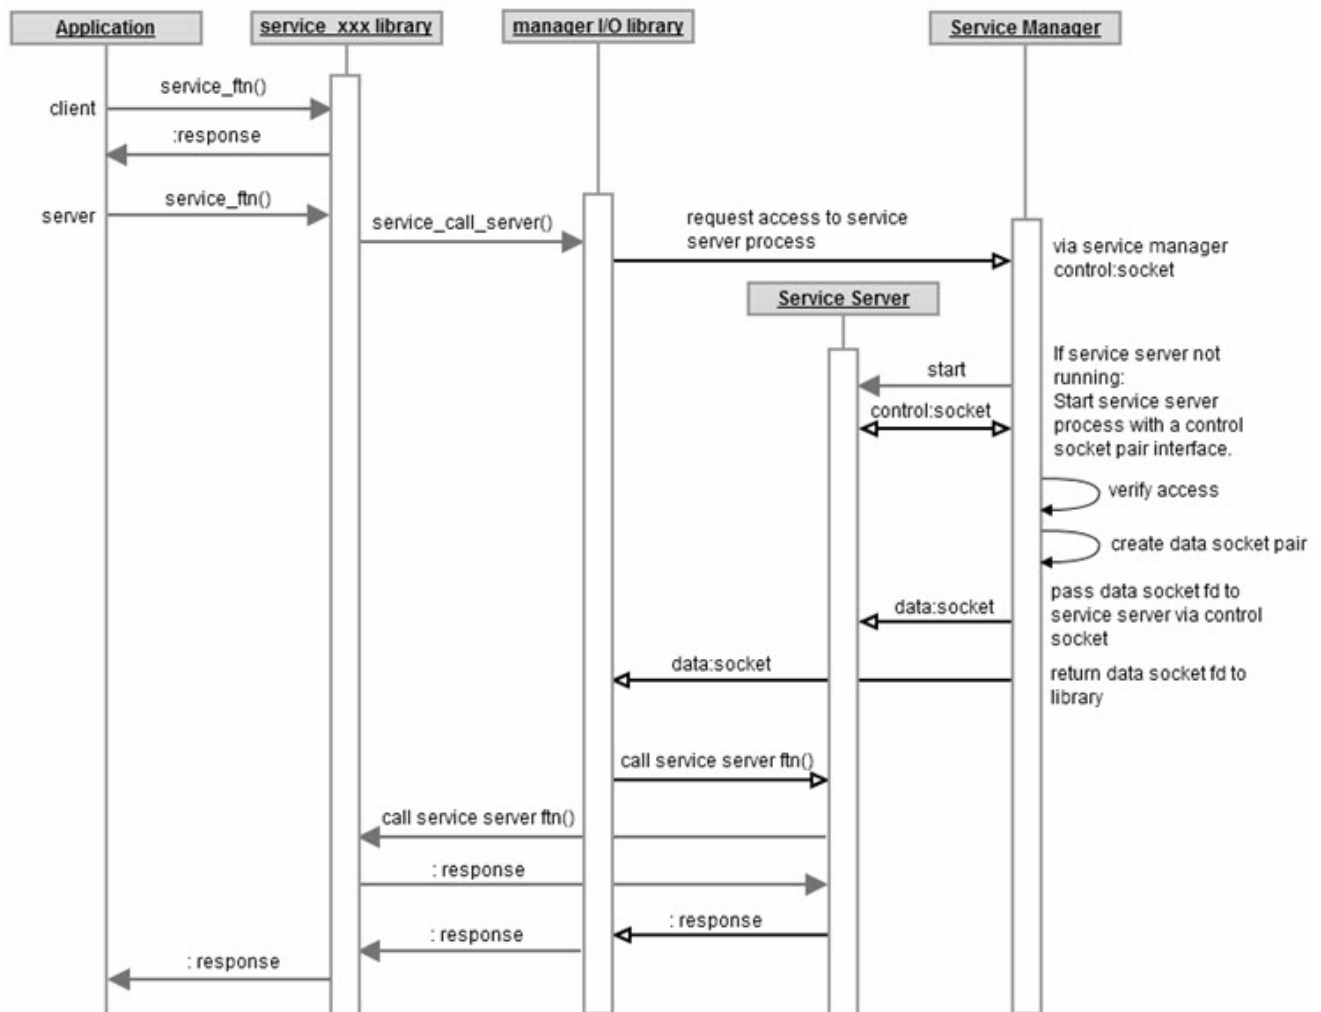 Application
service_xxx library
manager I/O library
Service Manager
service_ftn()
client
:response
service_ftn()
server
service_call_server()
request access to service
server process
via service manager
control:socket
Service Server
If service server not
running:
Start service server
process with a control
socket pair interface.
start
control:socket
verify access
create data socket pair
pass data socket fd to
service server via control
socket
data:socket
data:socket
return data socket fd to
library
call service server ftn()
call service server ftn()
: response
: response
: response
: response